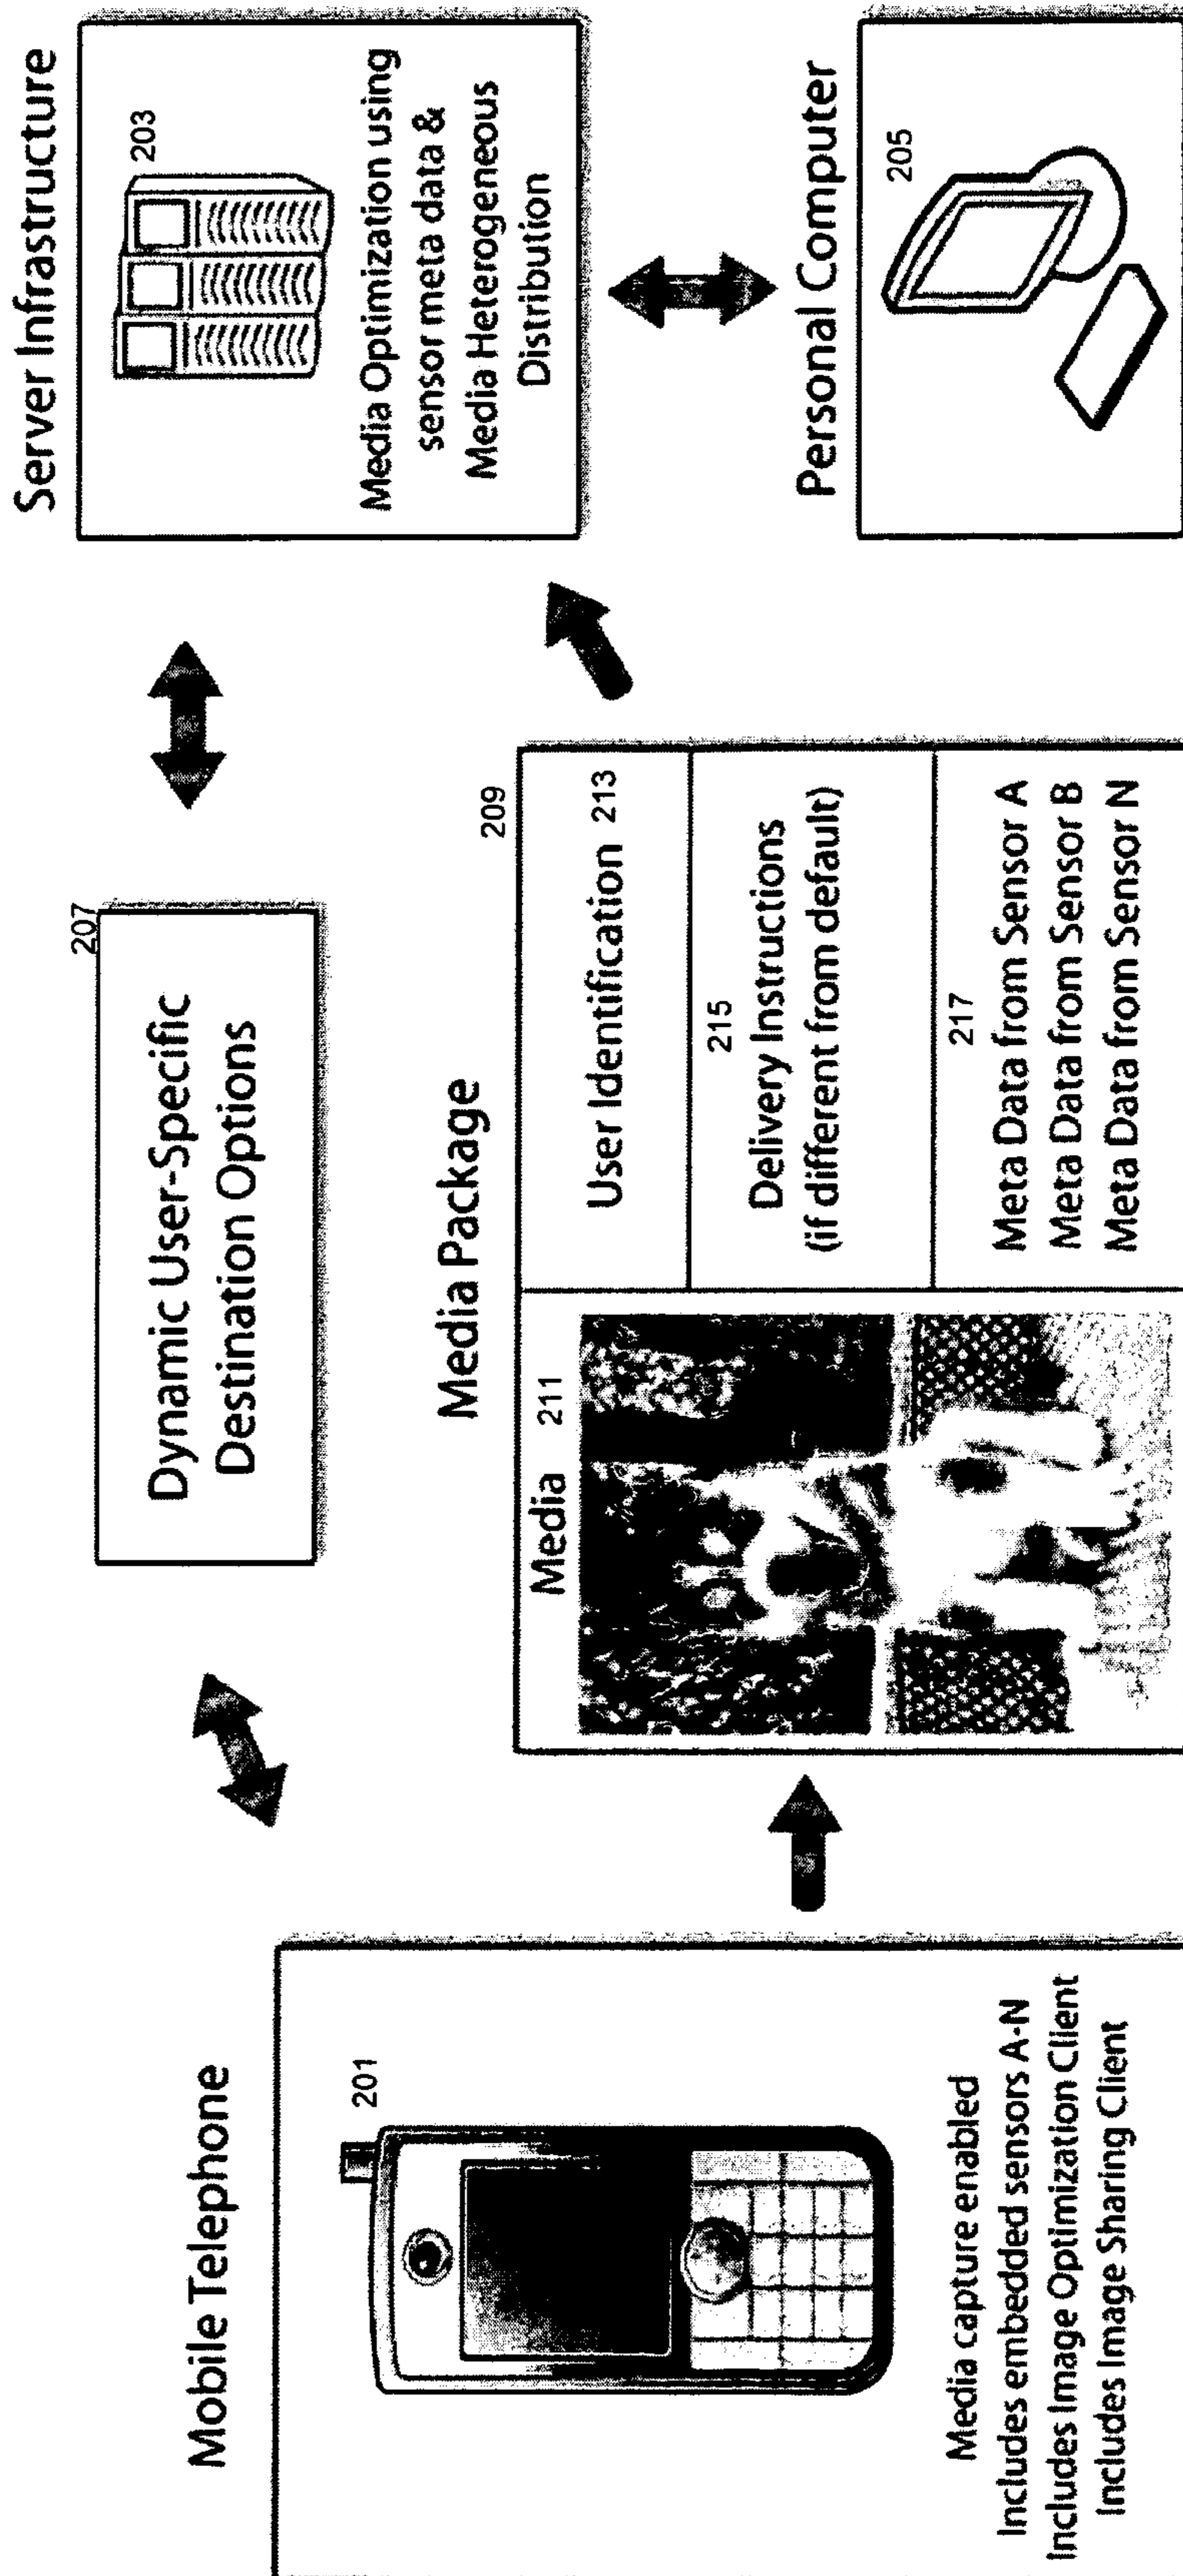 Mobile Telephone
201
Media capture enabled
Includes embedded sensors A-N
Includes Image Optimization Client
Includes Image Sharing Client
207
Dynamic User-Specific
Destination Options
Media Package
209
Media 211
User Identification 213
215
Delivery Instructions
(if different from default)
217
Meta Data from Sensor A
Meta Data from Sensor B
Meta Data from Sensor N
Server Infrastructure
203
Media Optimization using
sensor meta data &
Media Heterogeneous
Distribution
Personal Computer
205